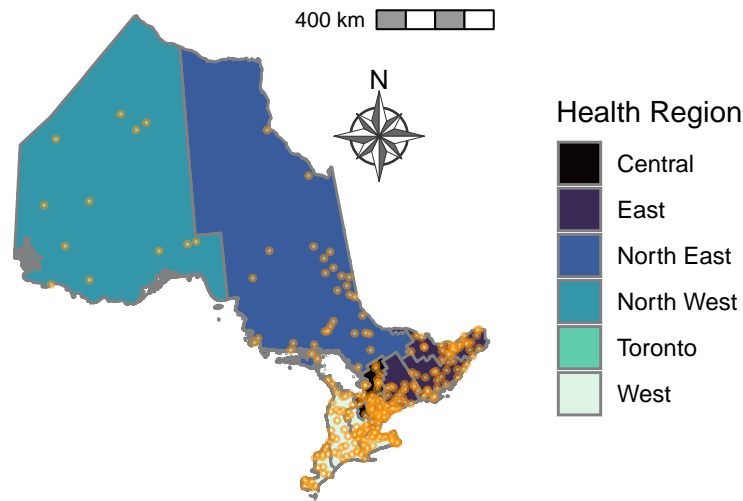 400 km
N
Health Region
Central
East
North East
North West
Toronto
West